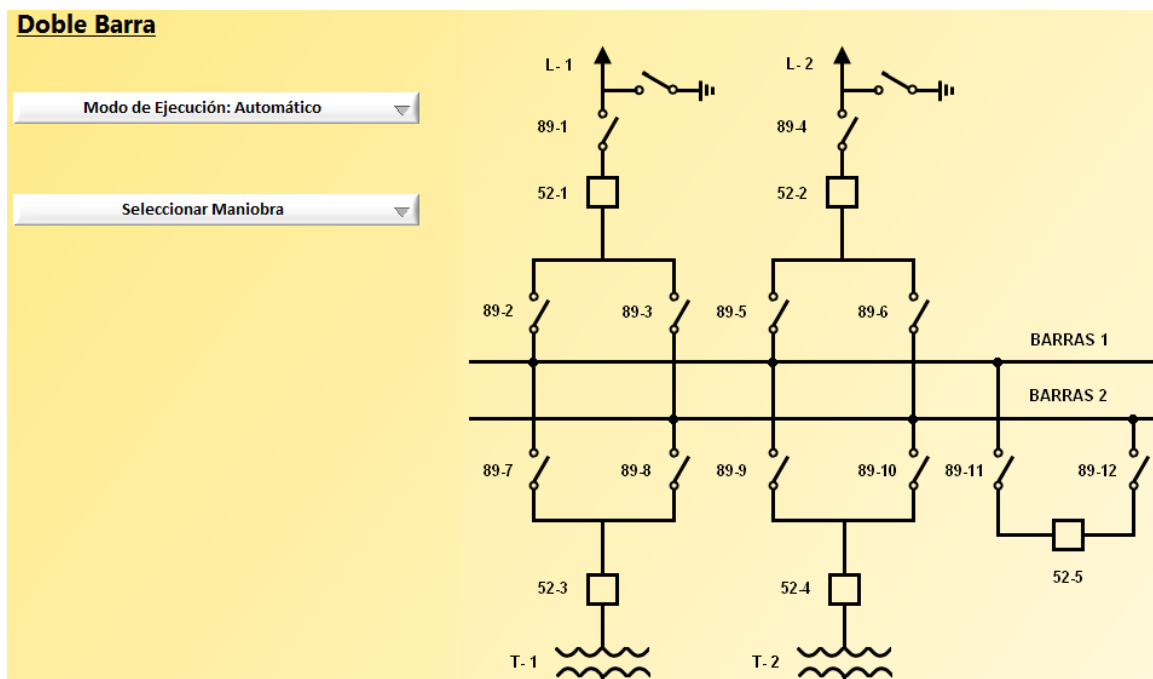 Doble Barra
Modo de Ejecución: Automático
Seleccionar Maniobra
L- 1
L- 2
89-1
89-4
52-1
52-2
89-2
89-3
89-5
89-6
BARRAS 1
BARRAS 2
89-7
89-8
89-9
89-10
89-11
89-12
52-3
52-4
52-5
T- 1
T- 2